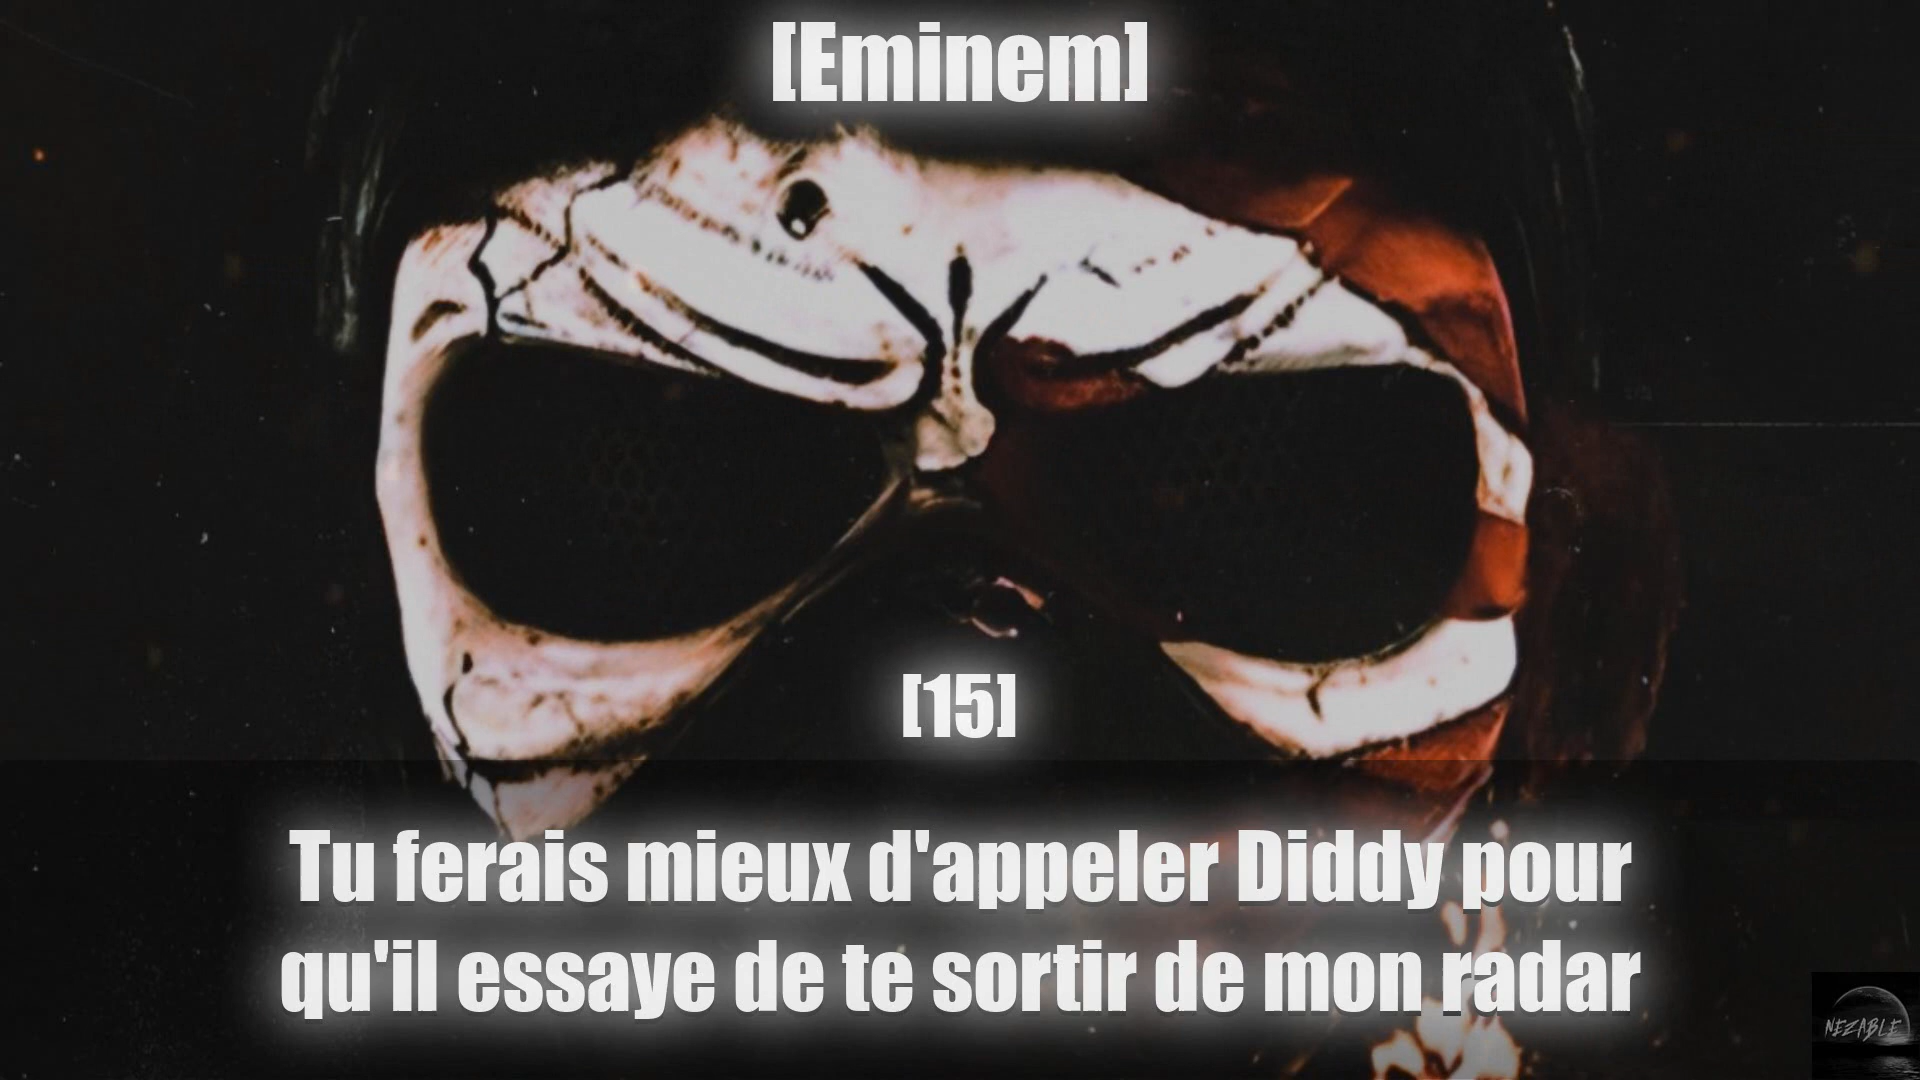 [Eminem]
[15]
Tu ferais mieux d'appeler Diddy pour
qu'il essaye de te sortir de mon radar
NEZABLE